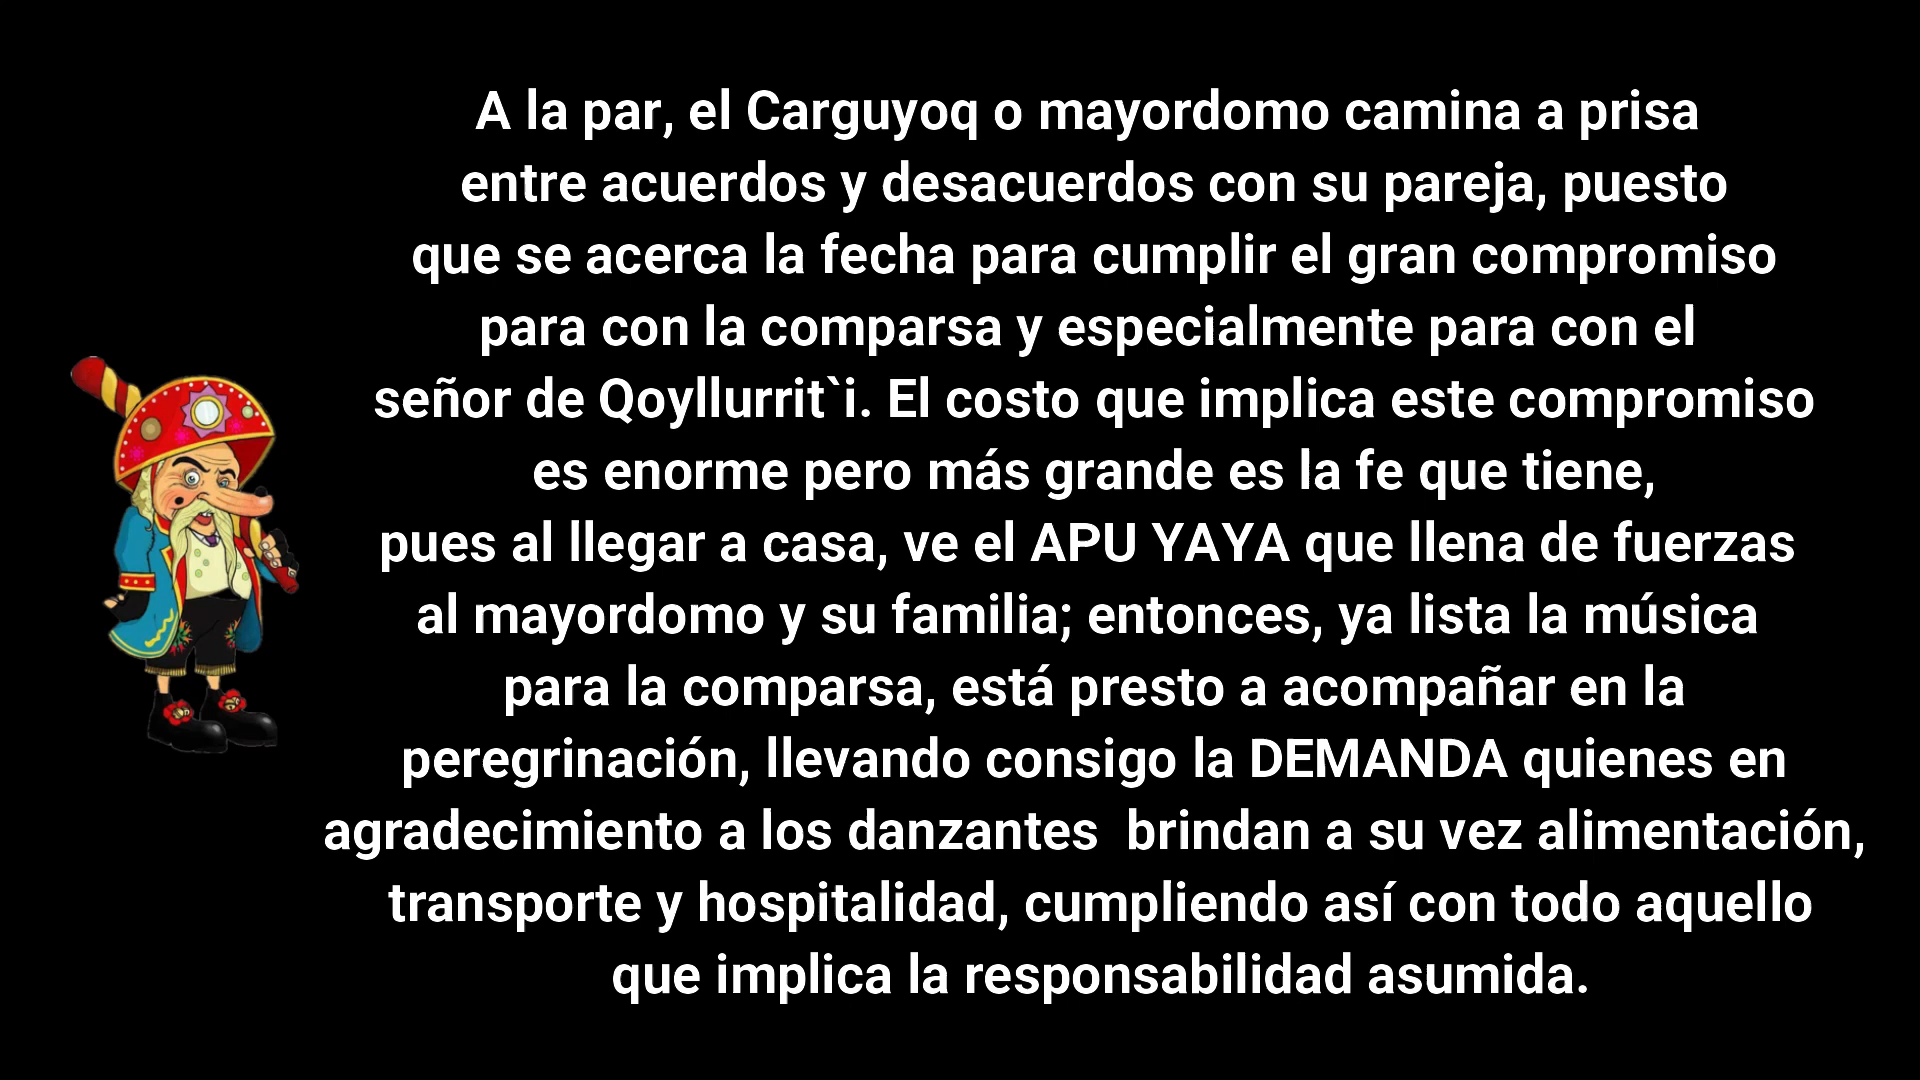 A la par, el Carguyoq o mayordomo camina a prisa
entre acuerdos y desacuerdos con su pareja, puesto
que se acerca la fecha para cumplir el gran compromiso
para con la comparsa y especialmente para con el
señor de Qoyllurrit`i. El costo que implica este compromiso
es enorme pero más grande es la fe que tiene,
pues al llegar a casa, ve el APU YAYA que llena de fuerzas
al mayordomo y su familia; entonces, ya lista la música
para la comparsa, está presto a acompañar en la
peregrinación, llevando consigo la DEMANDA quienes en
agradecimiento a los danzantes  brindan a su vez alimentación,
transporte y hospitalidad, cumpliendo así con todo aquello
que implica la responsabilidad asumida.